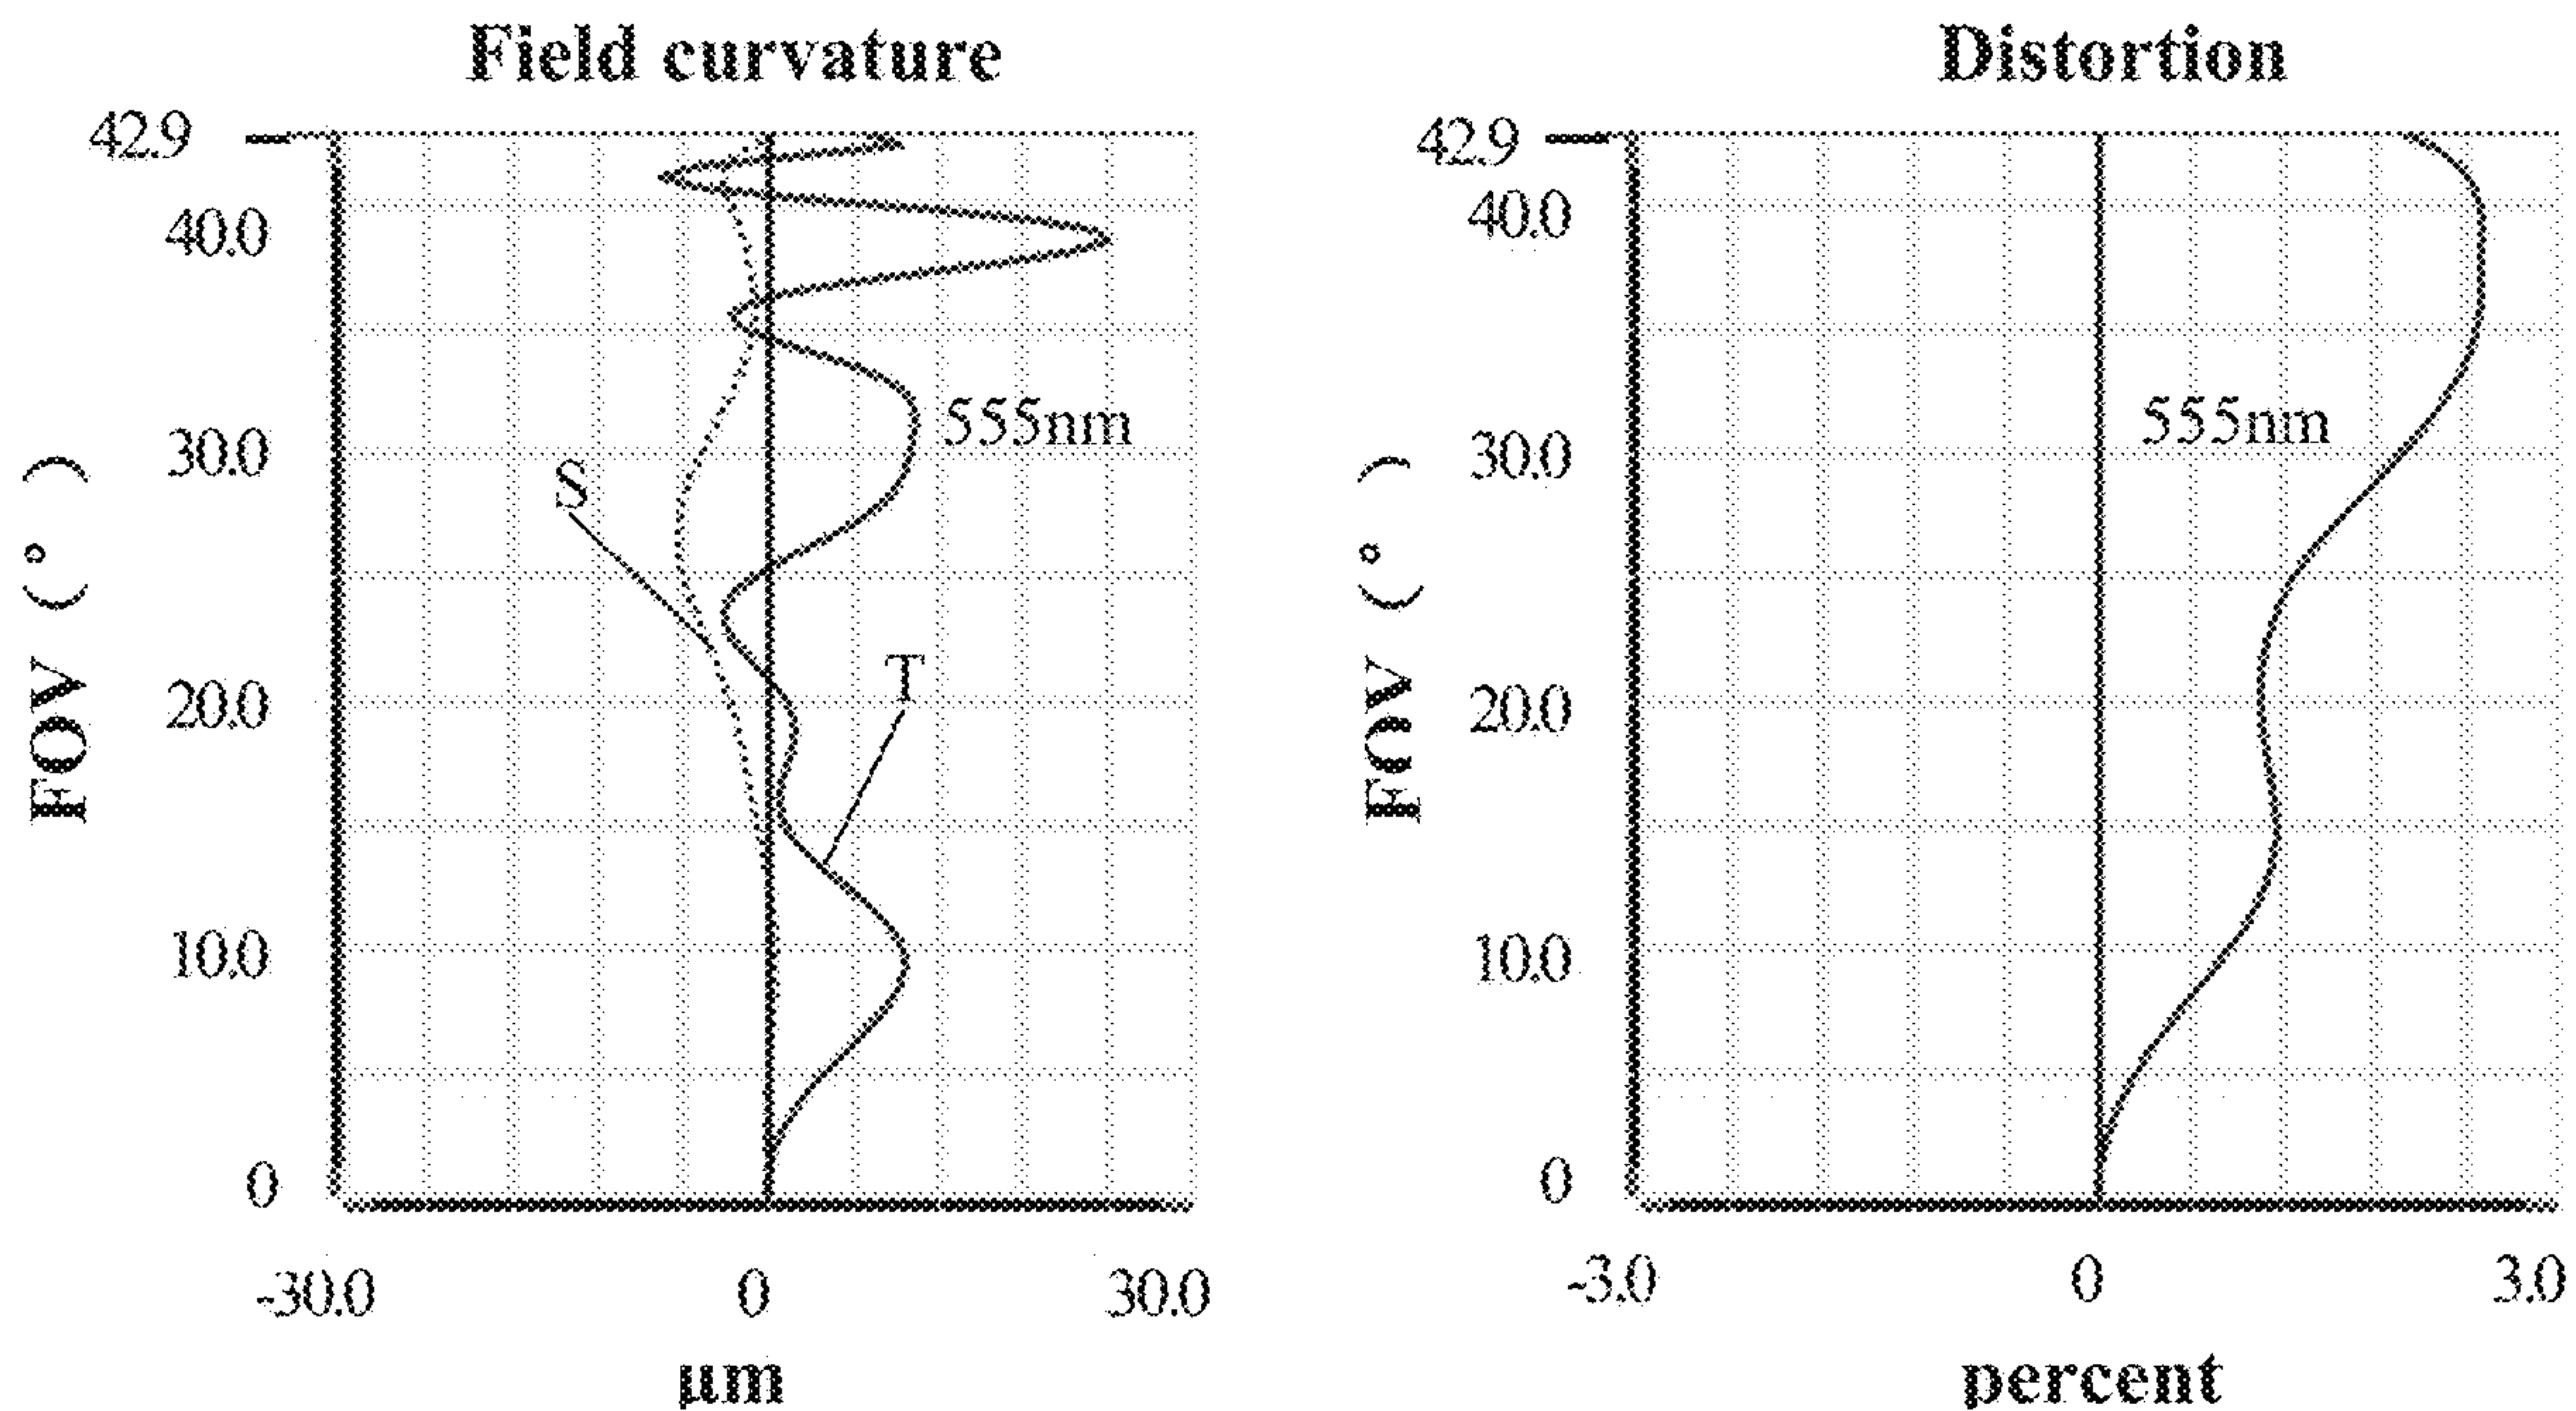 Field curvature
42.9
40.0
30.0
20.0
10.0
0
FOV (°)
S
T
555nm
-30.0 0 30.0
µm
Distortion
42.9
40.0
30.0
20.0
10.0
0
FOV (°)
555nm
-3.0 0 3.0
percent